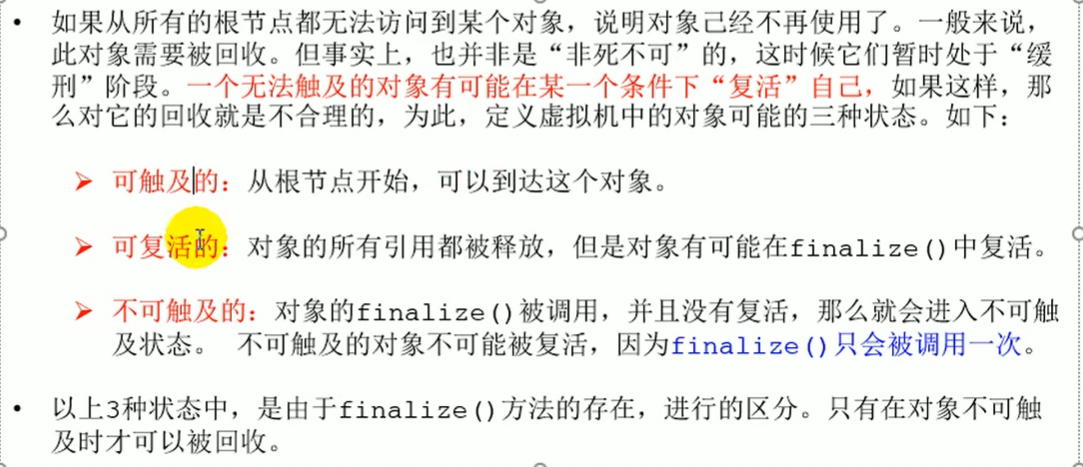 • 如果从所有的根节点都无法访问到某个对象，说明对象己经不再使用了。一般来说，
此对象需要被回收。但事实上，也并非是“非死不可”的，这时候它们暂时处于“缓
刑”阶段。一个无法触及的对象有可能在某一个条件下“复活”自己，如果这样，那
么对它的回收就是不合理的，为此，定义虚拟机中的对象可能的三种状态。如下：
➢ 可触及的：从根节点开始，可以到达这个对象。
➢ 可复活的：对象的所有引用都被释放，但是对象有可能在finalize()中复活。
➢ 不可触及的：对象的finalize()被调用，并且没有复活，那么就会进入不可触
及状态。 不可触及的对象不可能被复活，因为finalize()只会被调用一次。
• 以上3种状态中，是由于finalize()方法的存在，进行的区分。只有在对象不可触
及时才可以被回收。